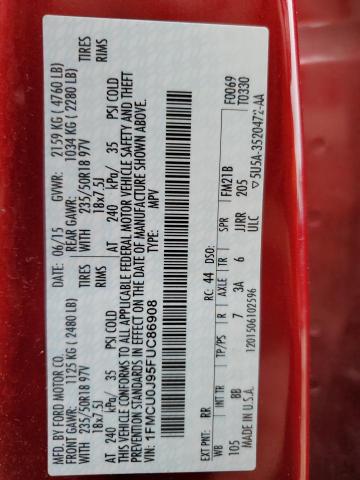 MFD. BY FORD MOTOR CO.
DATE: 06/15 GVWR: 2159 KG ( 4760 LB)
FRONT GAWR: 1125 KG ( 2480 LB) REAR GAWR: 1034 KG ( 2280 LB)
WITH 235/50R18 97V TIRES WITH 235/50R18 97V TIRES
18x7.5J RIMS 18x7.5J RIMS
AT 240 kPa/ 35 PSI COLD AT 240 kPa/ 35 PSI COLD
THIS VEHICLE CONFORMS TO ALL APPLICABLE FEDERAL MOTOR VEHICLE SAFETY AND THEFT
PREVENTION STANDARDS IN EFFECT ON THE DATE OF MANUFACTURE SHOWN ABOVE.
VIN: 1FMCU0J95FUC86908
TYPE: MPV
F0069
T0330
EXT PNT: RR RC: 44 DSO: FM21B
WB INT TR TP/PS R AXLE TR SPR
105 BB 7 3A 6 JJRR 205
1201506102596 ULC ▽5U5A-3520472-AA
MADE IN U.S.A.